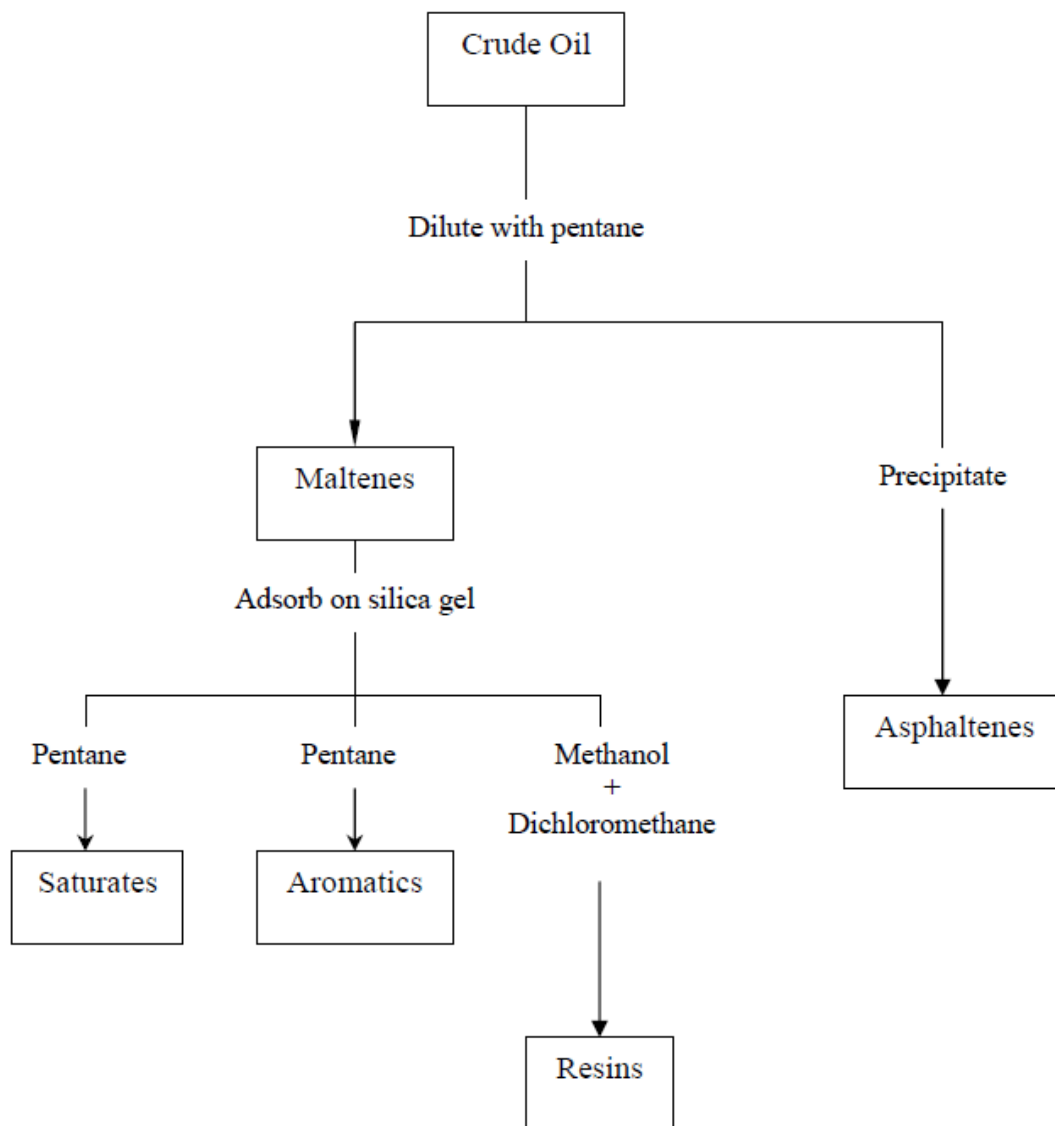 Crude Oil
Dilute with pentane
Maltenes
Precipitate
Adsorb on silica gel
Asphaltenes
Pentane
Pentane
Methanol
+
Dichloromethane
Saturates
Aromatics
Resins